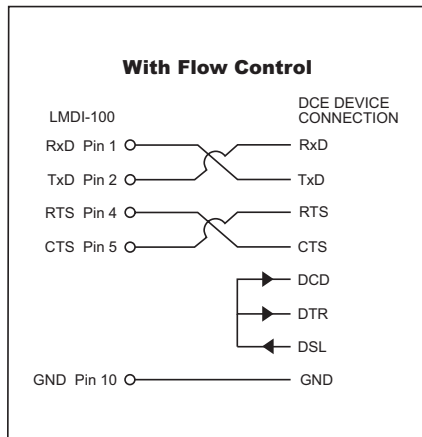 With Flow Control
LMDI-100
DCE DEVICE
CONNECTION
RxD Pin 1
RxD
TxD Pin 2
TxD
RTS Pin 4
RTS
CTS Pin 5
CTS
DCD
DTR
DSL
GND Pin 10
GND